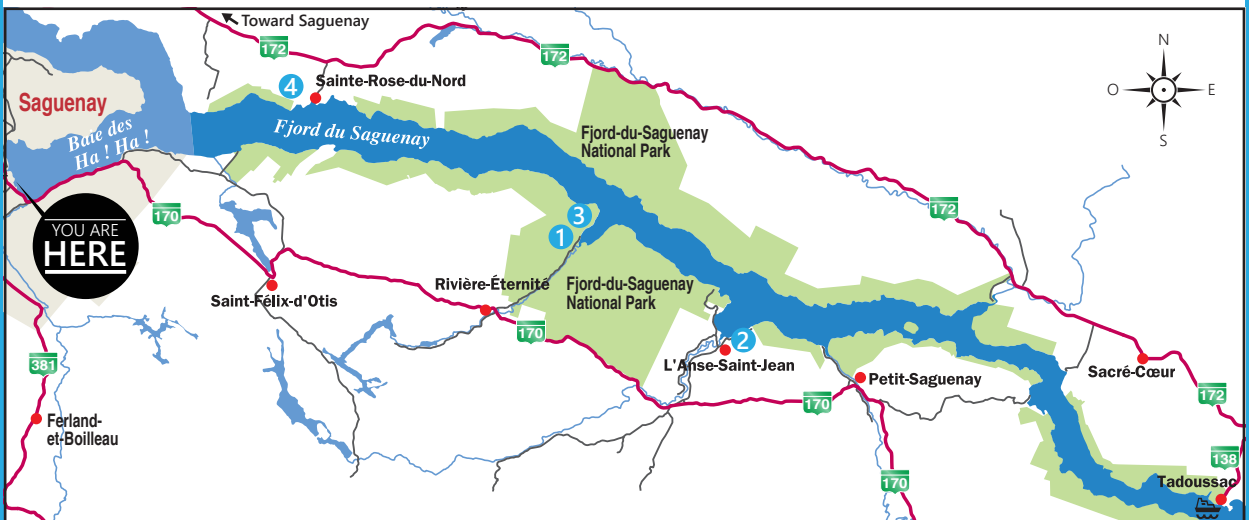 Toward Saguenay
172
172
N
O
E
S
4
Sainte-Rose-du-Nord
Saguenay
Baie des
Ha ! Ha !
Fjord du Saguenay
Fjord-du-Saguenay
National Park
YOU ARE
HERE
170
3
1
172
Saint-Félix-d'Otis
Rivière-Éternité
Fjord-du-Saguenay
National Park
170
2
L'Anse-Saint-Jean
381
Petit-Saguenay
Sacré-Cœur
172
170
Ferland-
et-Boilleau
138
170
Tadoussac